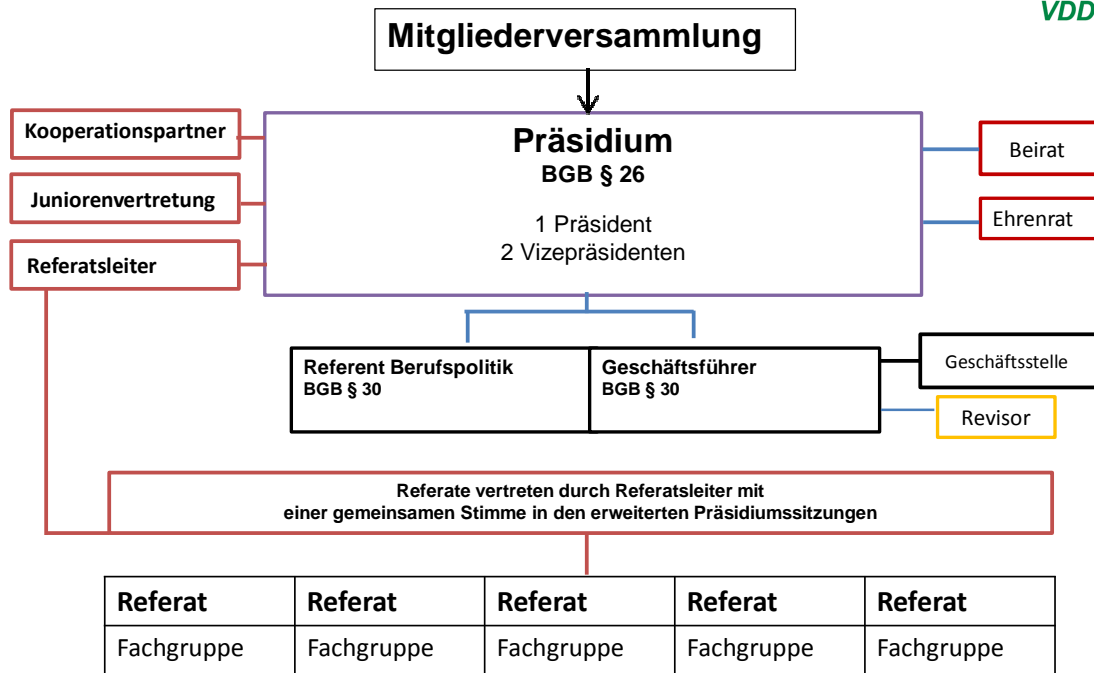 VDD
Mitgliederversammlung
Kooperationspartner
Juniorenvertretung
Referatsleiter
Präsidium
BGB § 26
1 Präsident
2 Vizepräsidenten
Beirat
Ehrenrat
Referent Berufspolitik
BGB § 30
Geschäftsführer
BGB § 30
Geschäftsstelle
Revisor
Referate vertreten durch Referatsleiter mit
einer gemeinsamen Stimme in den erweiterten Präsidiumssitzungen
Referat Referat Referat Referat Referat
Fachgruppe Fachgruppe Fachgruppe Fachgruppe Fachgruppe